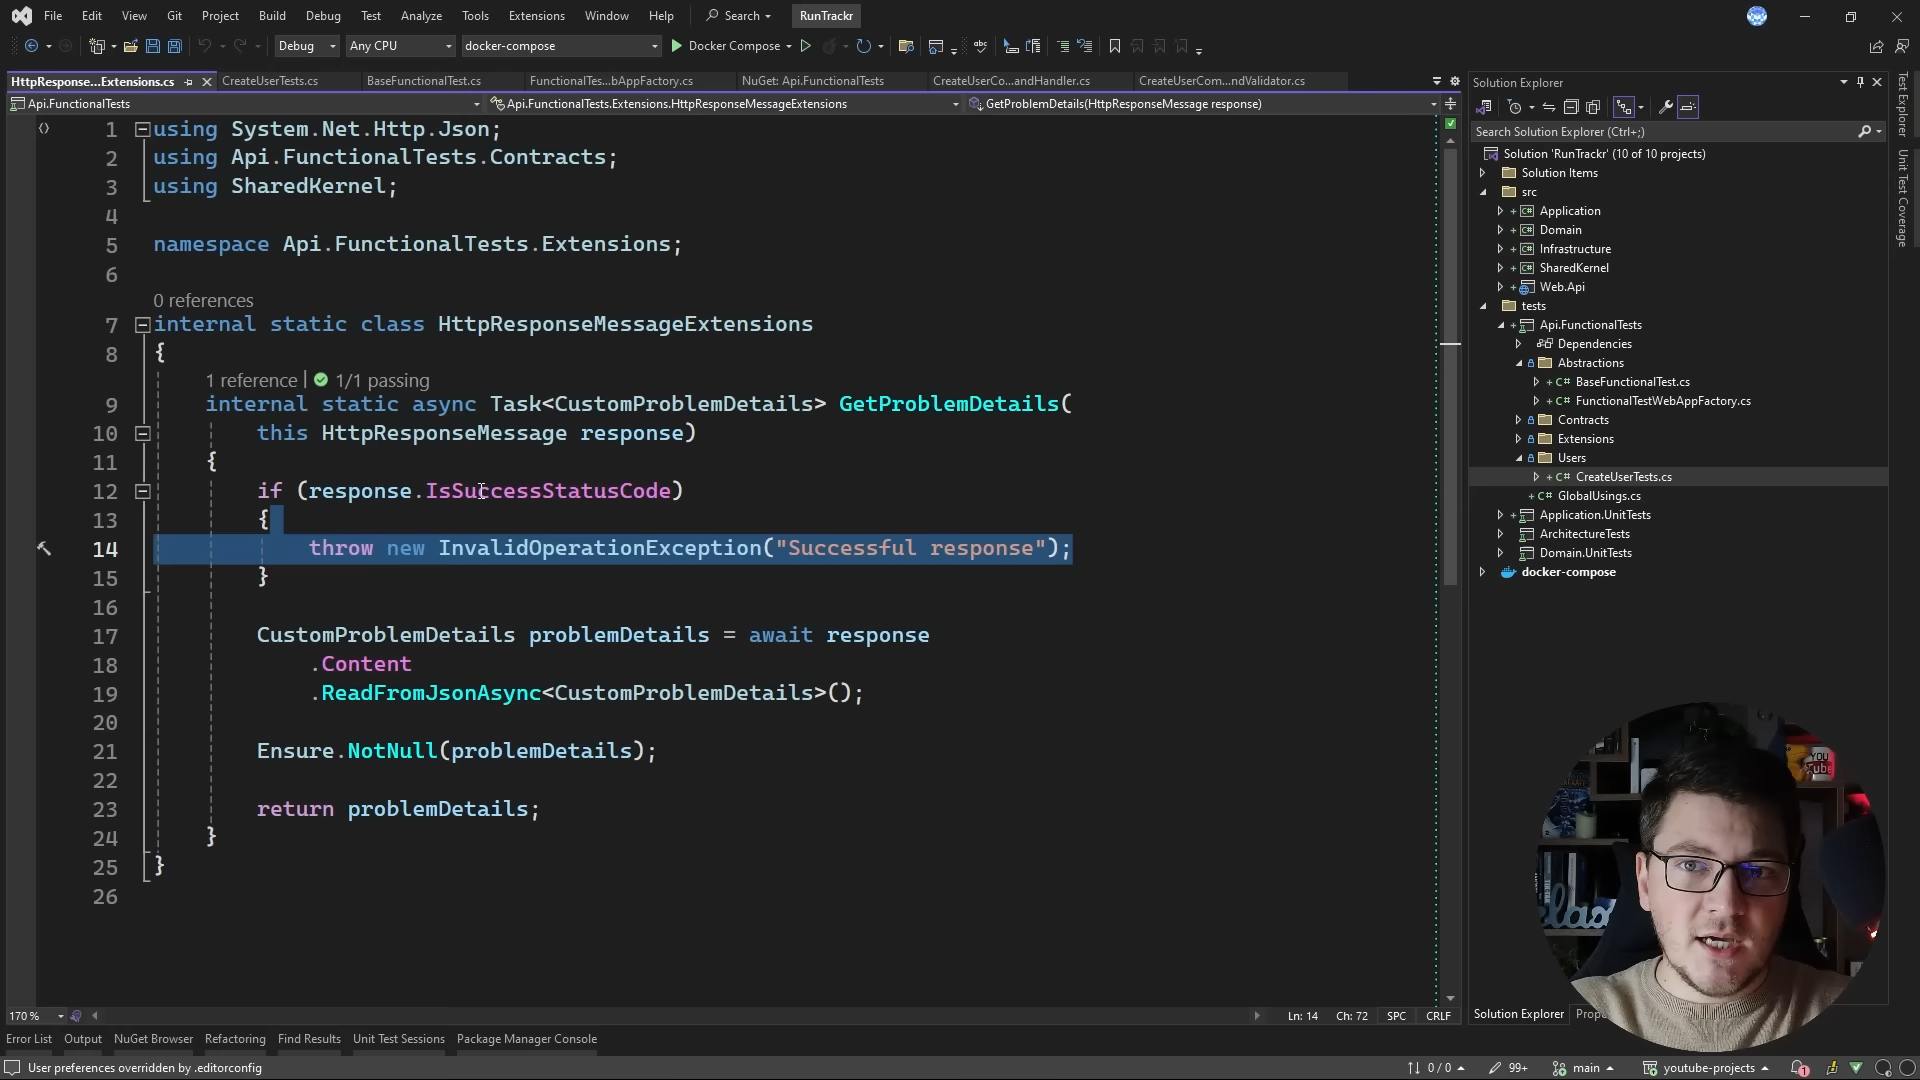 File Edit View Git Project Build Debug Test Analyze Tools Extensions Window Help Search RunTrackr
Debug Any CPU docker-compose Docker Compose
HttpResponse...Extensions.cs CreateUserTests.cs BaseFunctionalTest.cs FunctionalTes...bAppFactory.cs NuGet: Api.FunctionalTests CreateUserCo...andHandler.cs CreateUserCom...ndValidator.cs
Api.FunctionalTests Api.FunctionalTests.Extensions.HttpResponseMessageExtensions GetProblemDetails(HttpResponseMessage response)
1 using System.Net.Http.Json;
2 using Api.FunctionalTests.Contracts;
3 using SharedKernel;
4
5 namespace Api.FunctionalTests.Extensions;
6
0 references
7 internal static class HttpResponseMessageExtensions
8 {
1 reference | 1/1 passing
9 internal static async Task<CustomProblemDetails> GetProblemDetails(
10 this HttpResponseMessage response)
11 {
12 if (response.IsSuccessStatusCode)
13 {
14 throw new InvalidOperationException("Successful response");
15 }
16
17 CustomProblemDetails problemDetails = await response
18 .Content
19 .ReadFromJsonAsync<CustomProblemDetails>();
20
21 Ensure.NotNull(problemDetails);
22
23 return problemDetails;
24 }
25 }
26
Solution Explorer
Search Solution Explorer (Ctrl+;)
Solution 'RunTrackr' (10 of 10 projects)
Solution Items
src
Application
Domain
Infrastructure
SharedKernel
Web.Api
tests
Api.FunctionalTests
Dependencies
Abstractions
BaseFunctionalTest.cs
FunctionalTestWebAppFactory.cs
Contracts
Extensions
Users
CreateUserTests.cs
GlobalUsings.cs
Application.UnitTests
ArchitectureTests
Domain.UnitTests
docker-compose
Test Explorer
Unit Test Coverage
You
Tube
170 % Ln: 14 Ch: 72 SPC CRLF
Solution Explorer
Error List Output NuGet Browser Refactoring Find Results Unit Test Sessions Package Manager Console
User preferences overridden by .editorconfig 0 / 0 99+ main youtube-projects 1